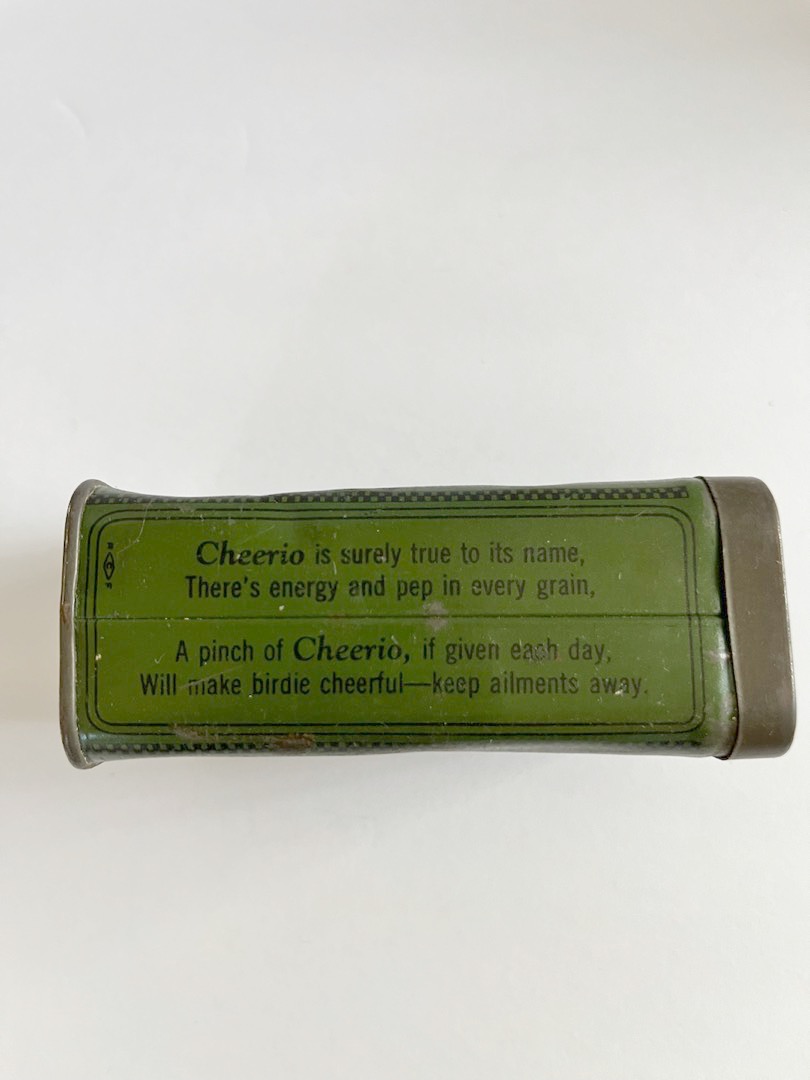 Cheerio is surely true to its name,
There's energy and pep in every grain,
A pinch of Cheerio, if given each day,
Will make birdie cheerful—keep ailments away.